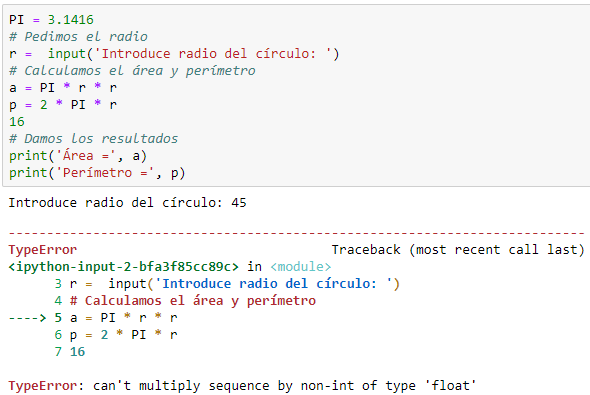 PI = 3.1416
# Pedimos el radio
r =  input('Introduce radio del círculo: ')
# Calculamos el área y perímetro
a = PI * r * r
p = 2 * PI * r
16
# Damos los resultados
print('Área =', a)
print('Perímetro =', p)
Introduce radio del círculo: 45
---------------------------------------------------------------------------
TypeError                                 Traceback (most recent call last)
<ipython-input-2-bfa3f85cc89c> in <module>
      3 r =  input('Introduce radio del círculo: ')
      4 # Calculamos el área y perímetro
----> 5 a = PI * r * r
      6 p = 2 * PI * r
      7 16
TypeError: can't multiply sequence by non-int of type 'float'